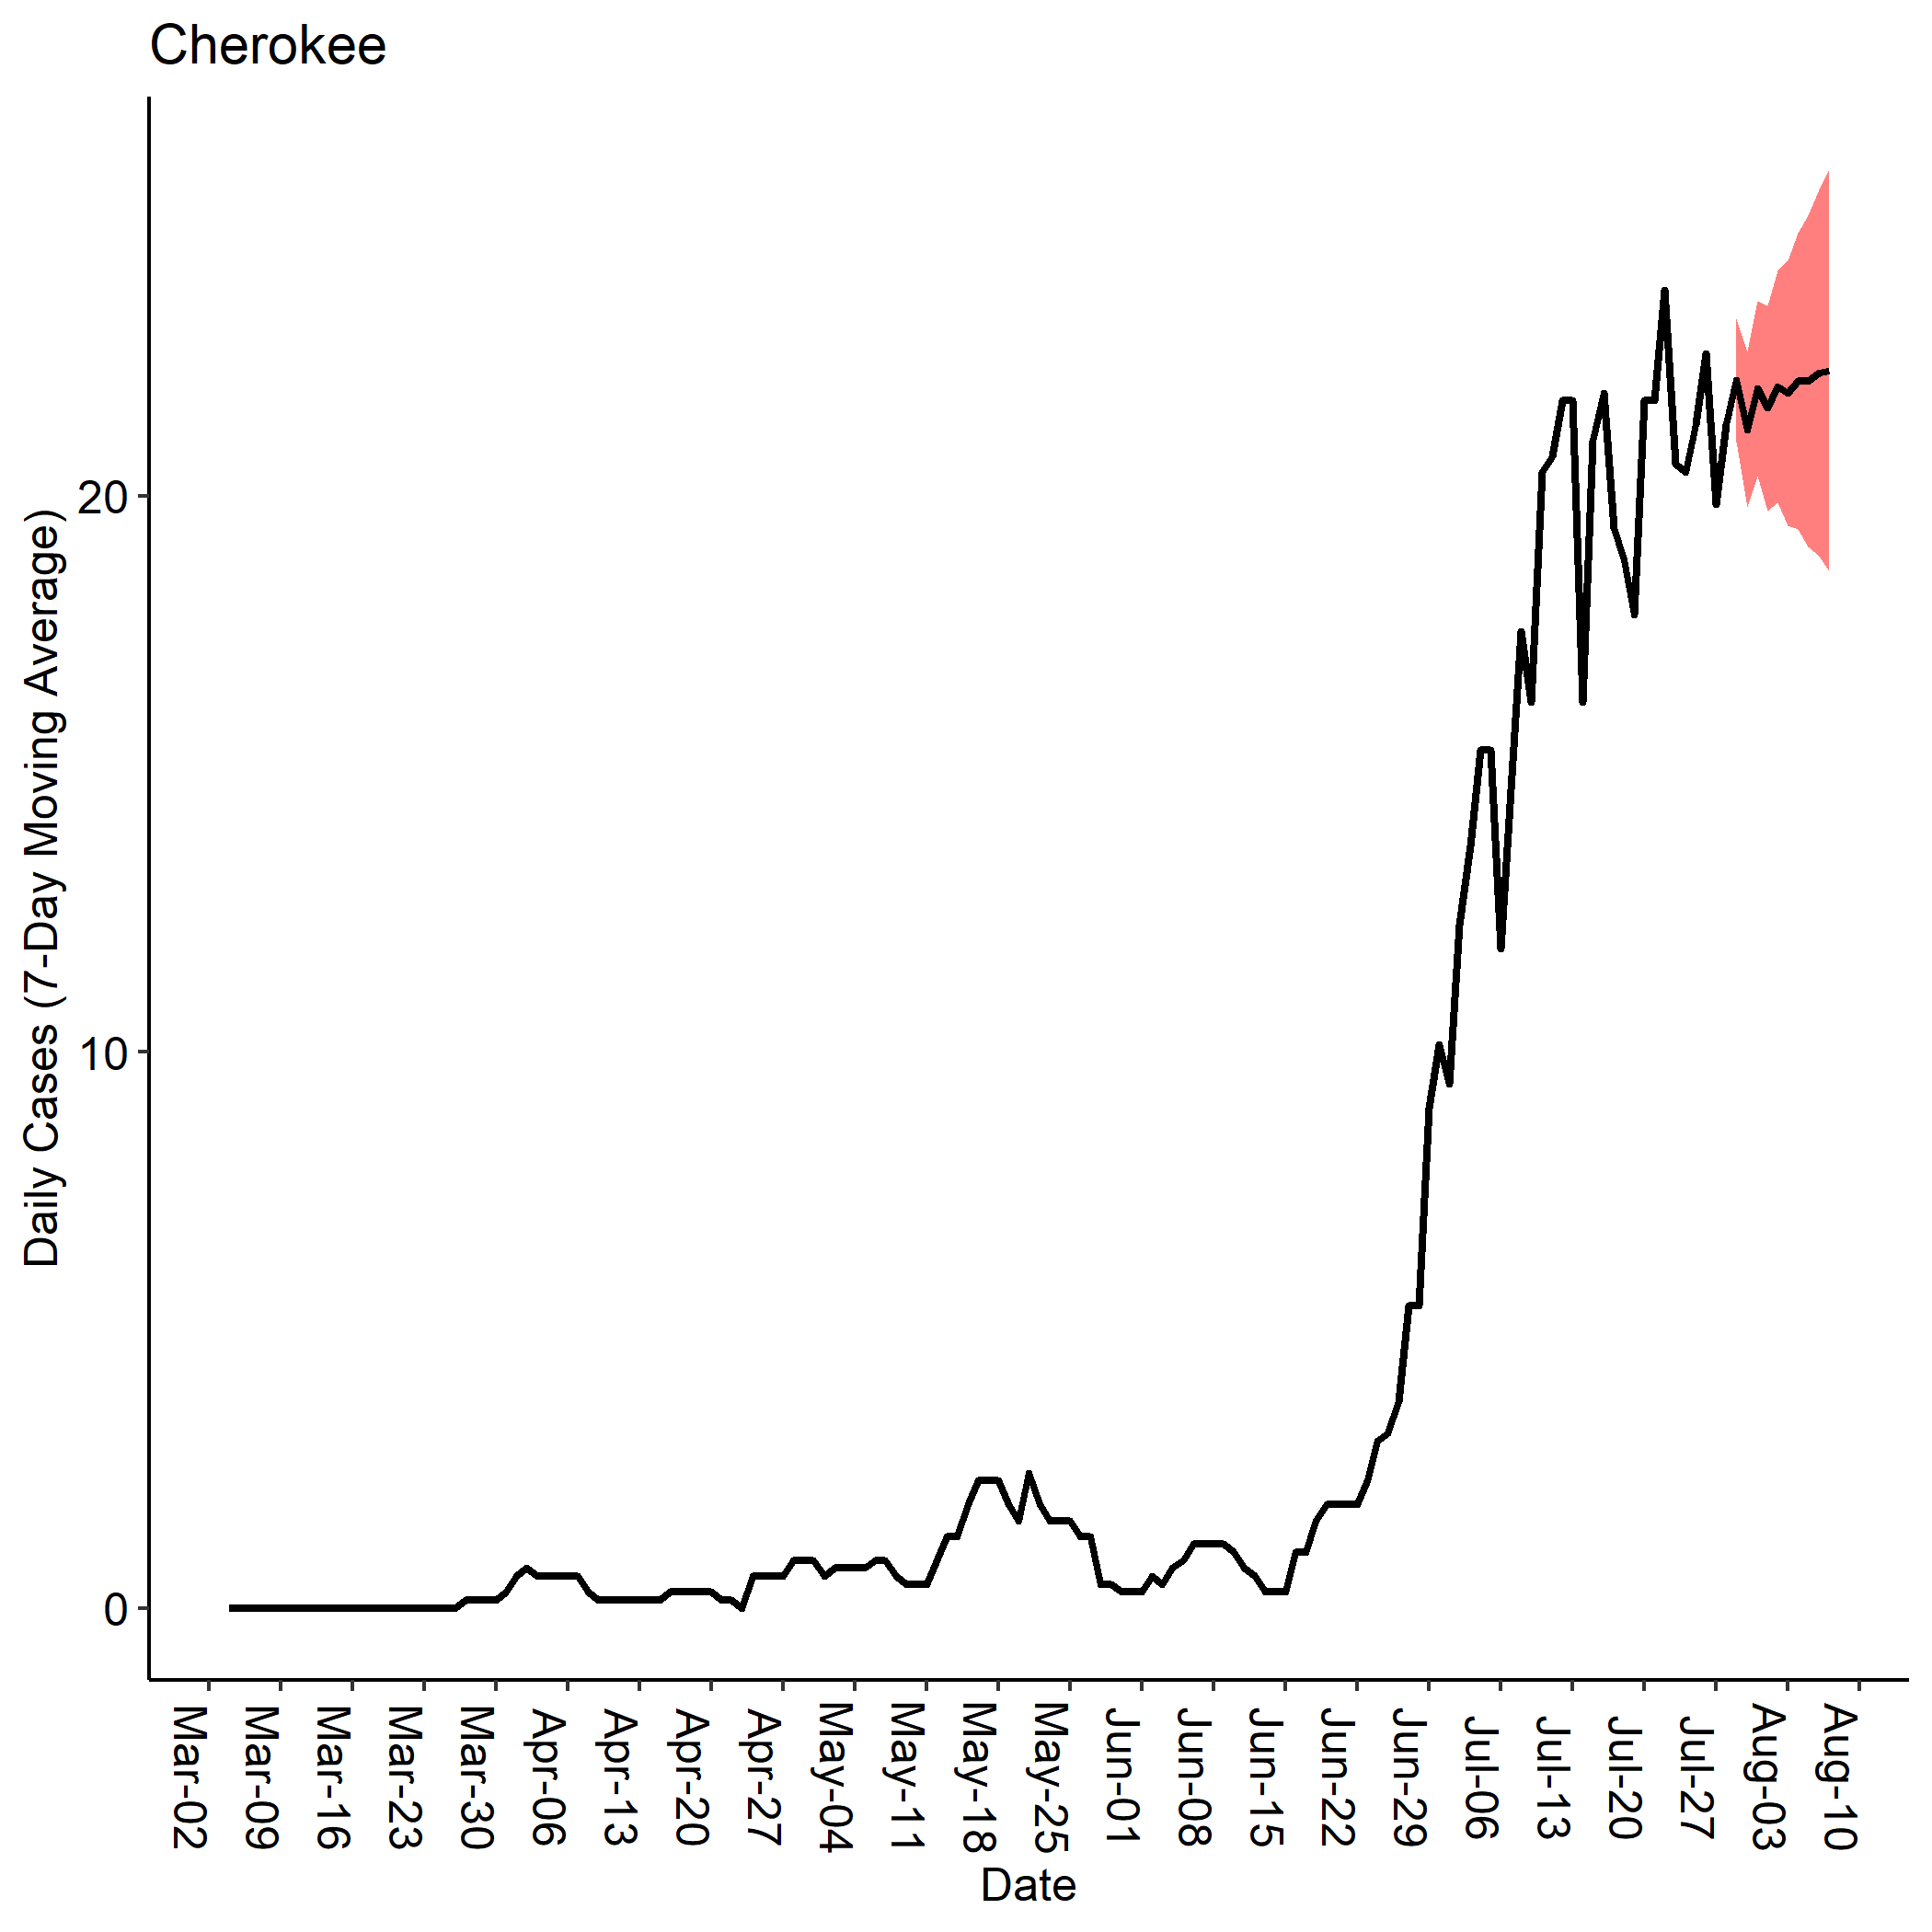 Cherokee
Daily Cases (7-Day Moving Average)
20
10
0
Mar-02
Mar-09
Mar-16
Mar-23
Mar-30
Apr-06
Apr-13
Apr-20
Apr-27
May-04
May-11
May-18
May-25
Jun-01
Jun-08
Jun-15
Jun-22
Jun-29
Jul-06
Jul-13
Jul-20
Jul-27
Aug-03
Aug-10
Date